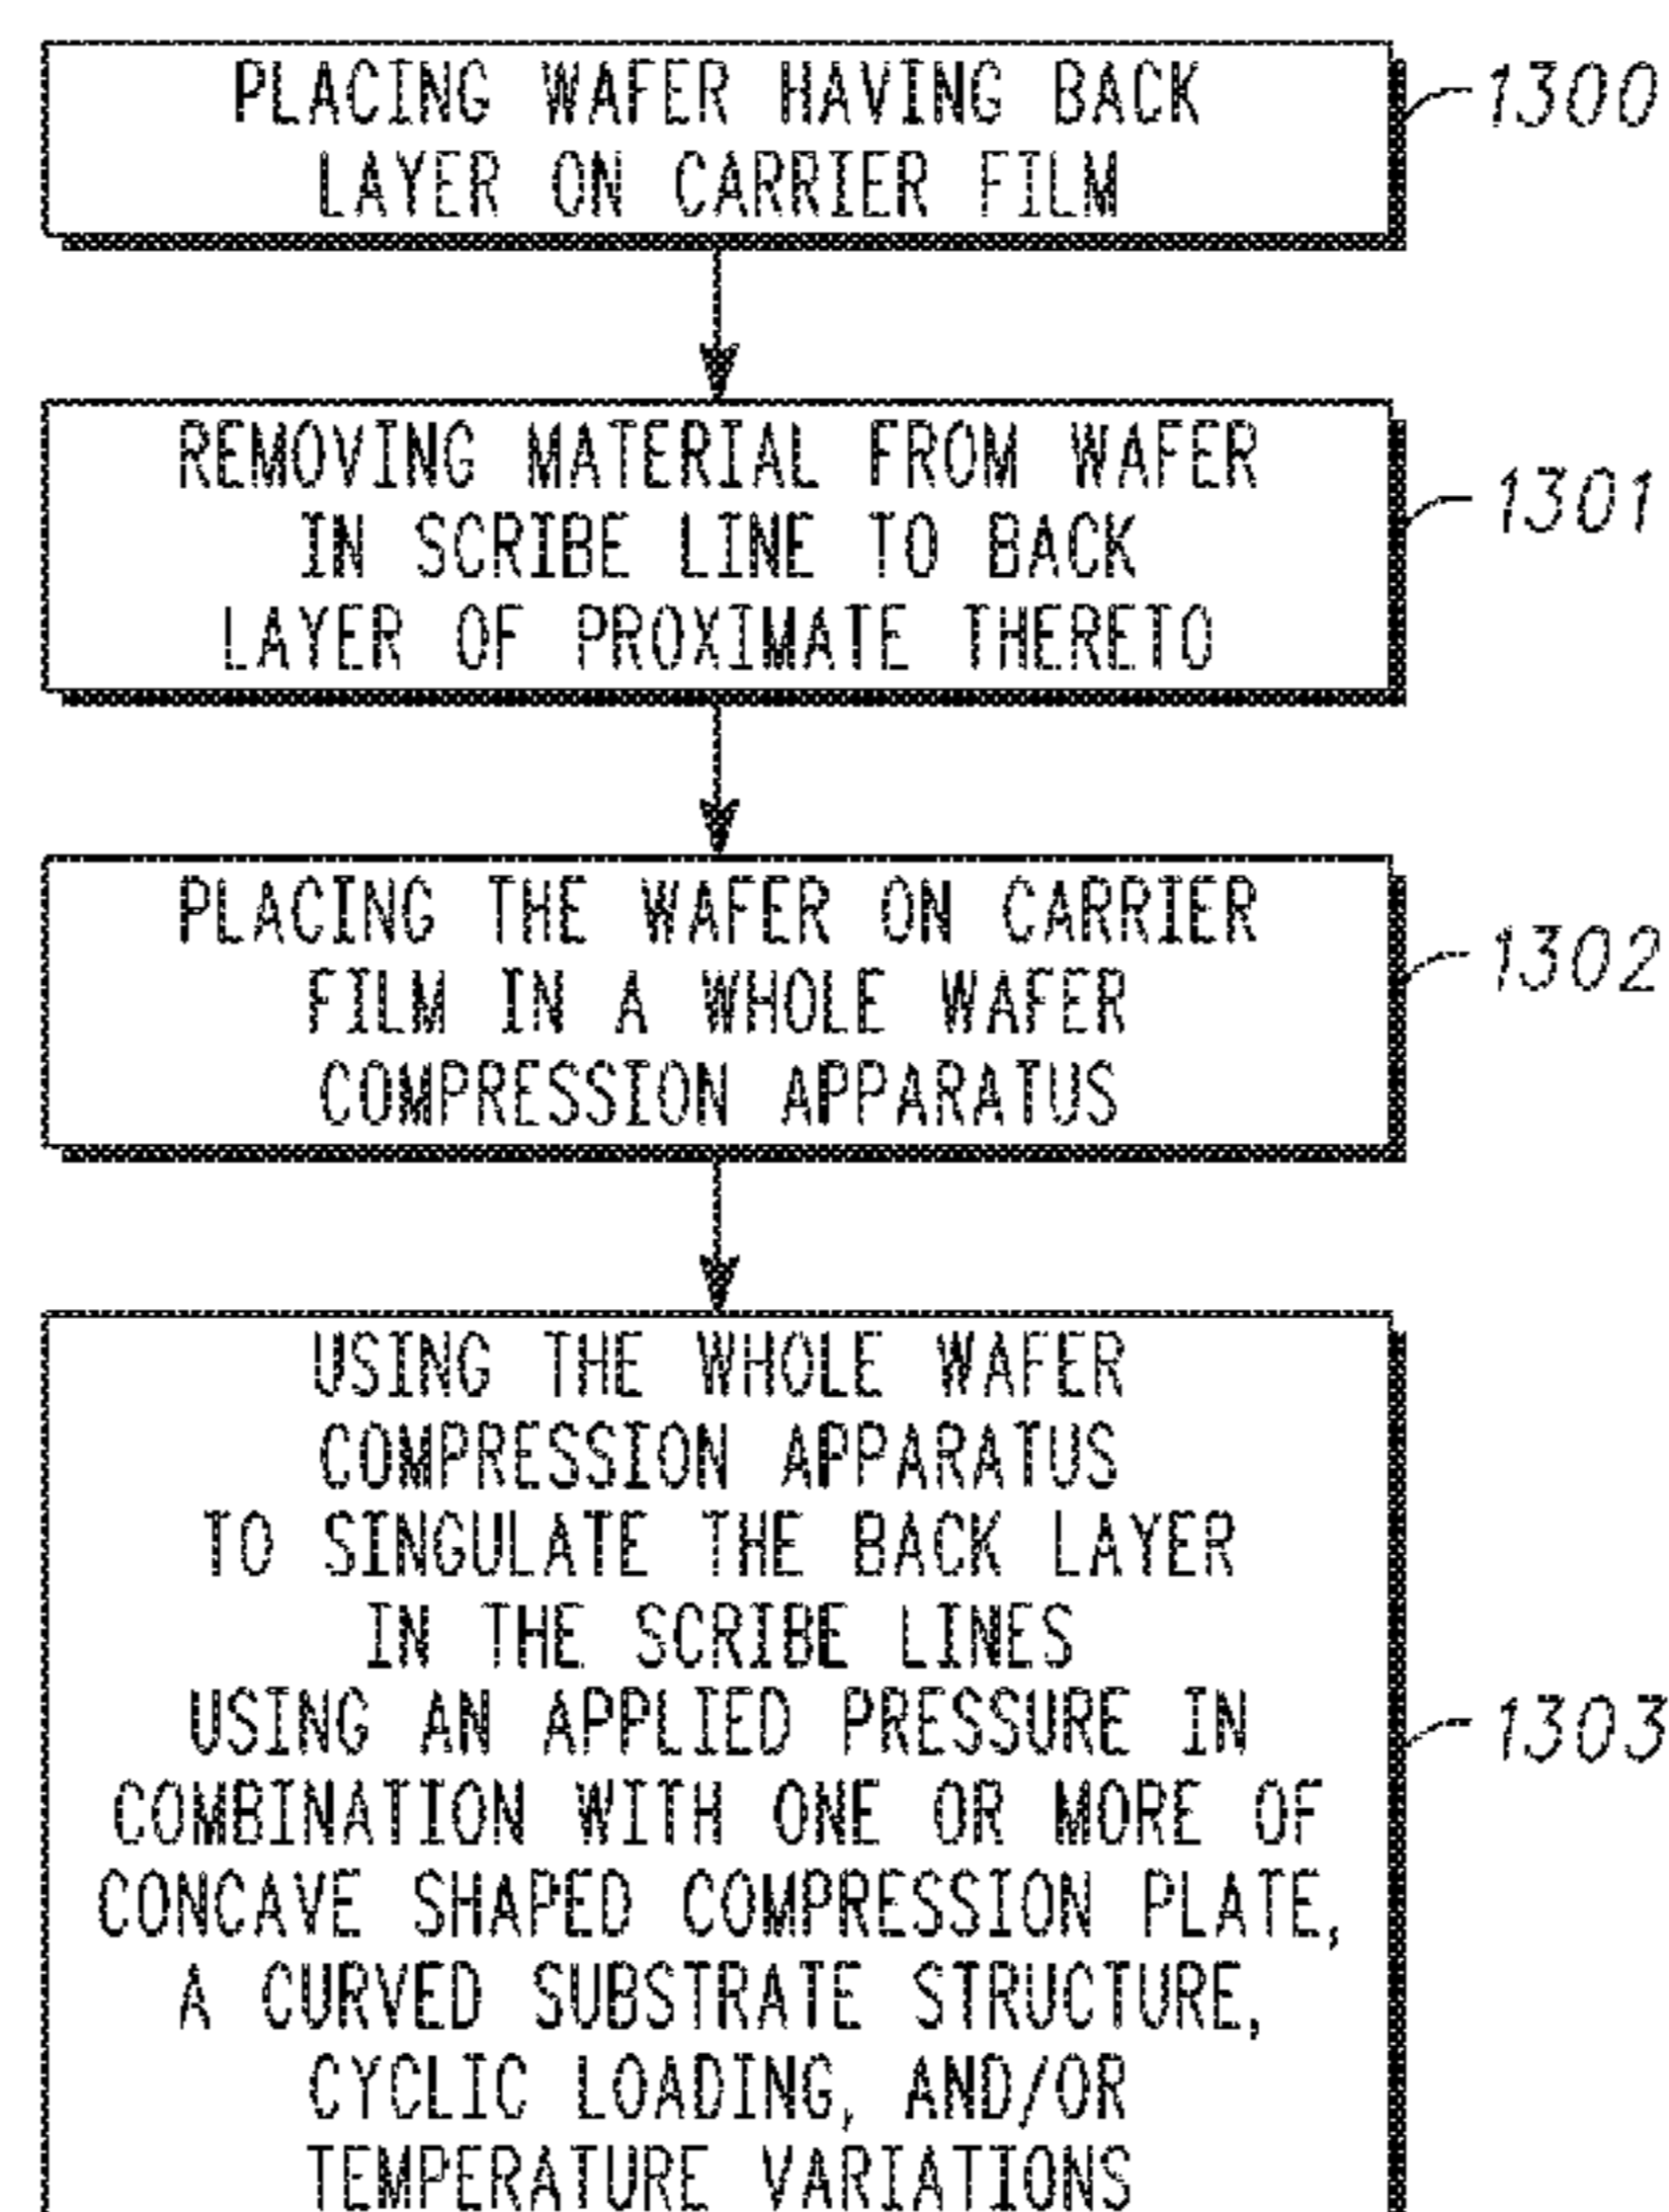 PLACING WAFER HAVING BACK
LAYER ON CARRIER FILM
1300
REMOVING MATERIAL FROM WAFER
IN SCRIBE LINE TO BACK
LAYER OF PROXIMATE THERETO
1301
PLACING THE WAFER ON CARRIER
FILM IN A WHOLE WAFER
COMPRESSION APPARATUS
1302
USING THE WHOLE WAFER
COMPRESSION APPARATUS
TO SINGULATE THE BACK LAYER
IN THE SCRIBE LINES
USING AN APPLIED PRESSURE IN
COMBINATION WITH ONE OR MORE OF
CONCAVE SHAPED COMPRESSION PLATE,
A CURVED SUBSTRATE STRUCTURE,
CYCLIC LOADING, AND/OR
TEMPERATURE VARIATIONS
1303